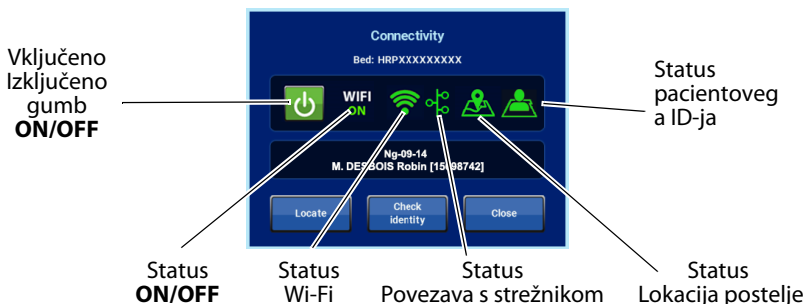 Connectivity
Bed: HRPXXXXXXXXX
Vključeno
Izključeno
gumb
ON/OFF
WIFI
ON
Status
pacientoveg
a ID-ja
Ng-09-14
M. DESBOIS Robin [15098742]
Locate
Check
identity
Close
Status
ON/OFF
Status
Wi-Fi
Status
Povezava s strežnikom
Status
Lokacija postelje